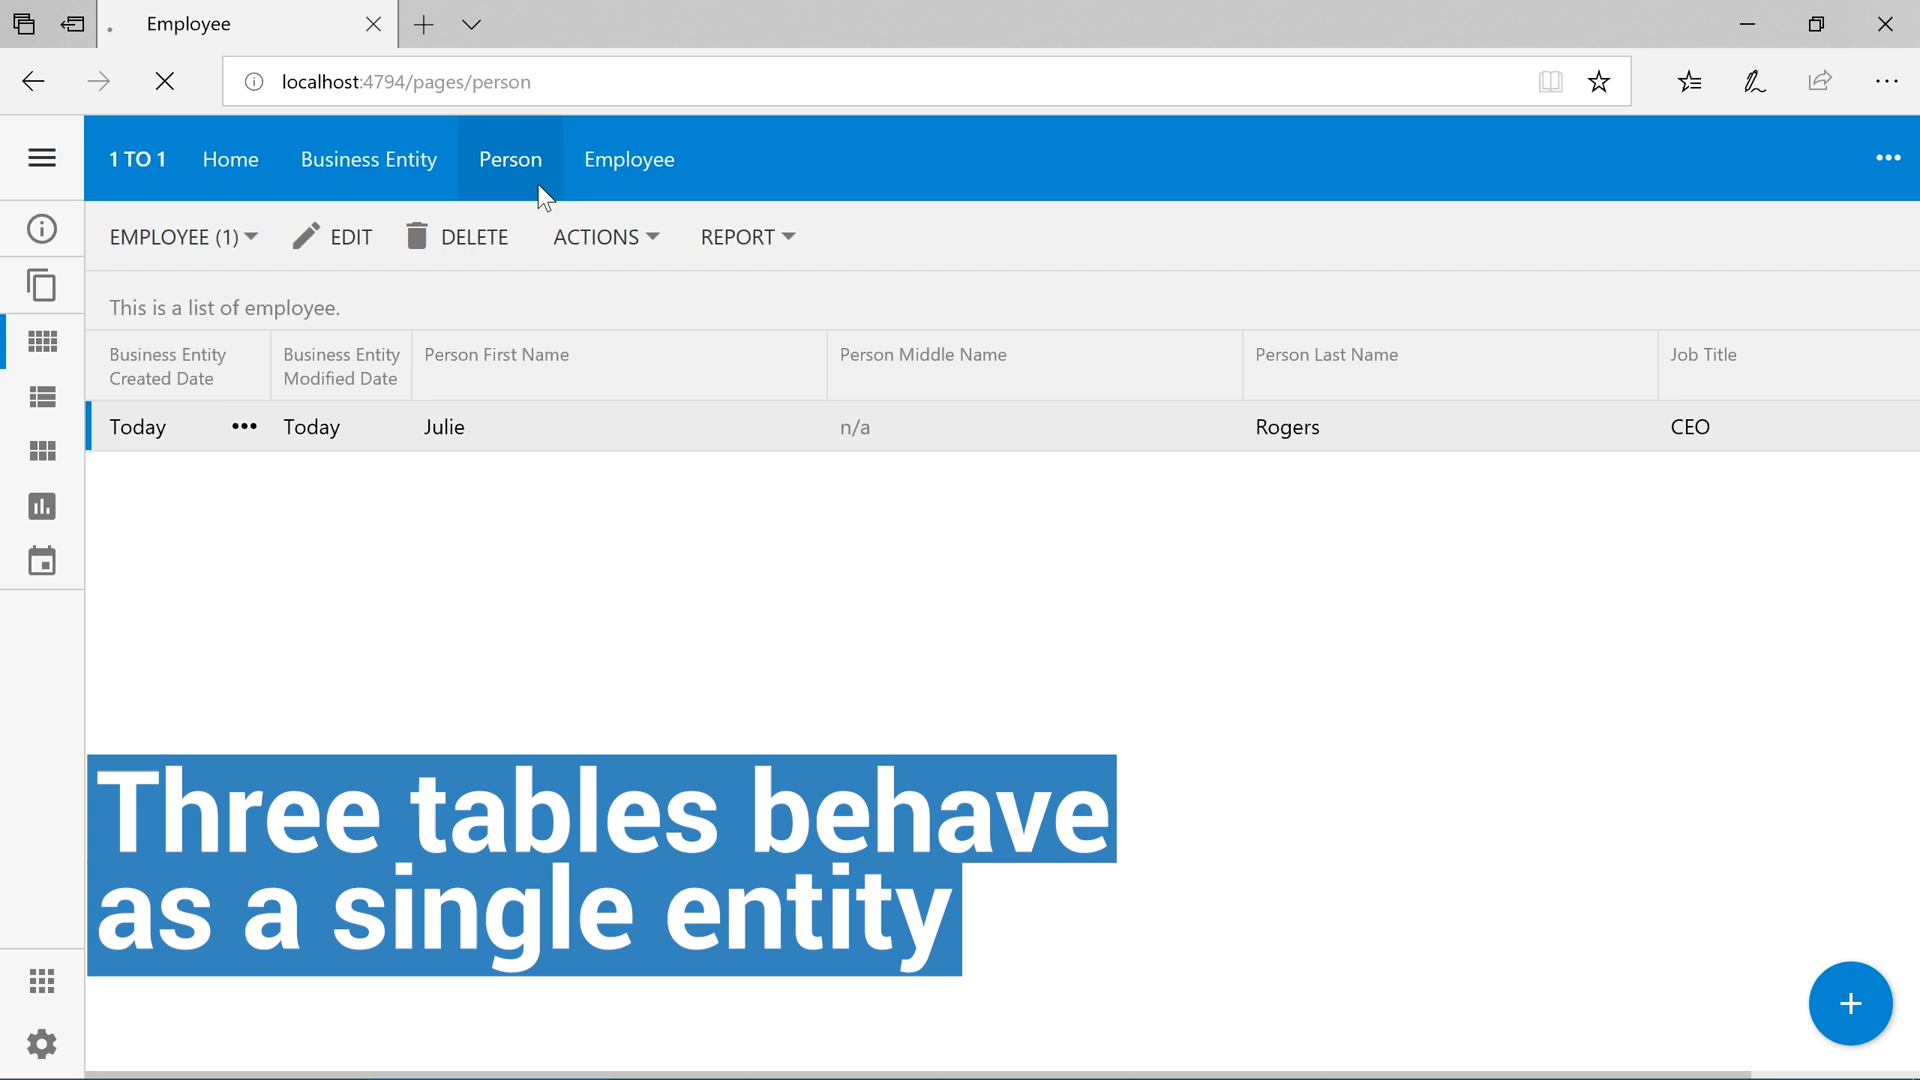 Employee
localhost:4794/pages/person
1 TO 1 Home Business Entity Person Employee
EMPLOYEE (1) EDIT DELETE ACTIONS REPORT
This is a list of employee.
Business Entity Created Date Business Entity Modified Date Person First Name Person Middle Name Person Last Name Job Title
Today ••• Today Julie n/a Rogers CEO
Three tables behave
as a single entity